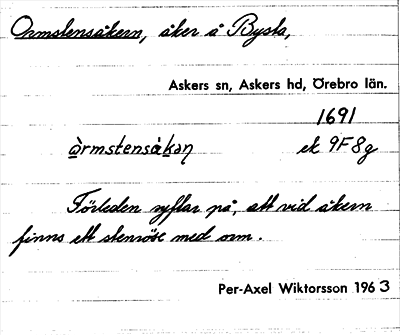 Ormstensåkern, åker å Bysta,
Askers sn, Askers hd, Örebro län.
1691
òrmstensåkəṇ ek 9F8g
Förleden syftar på, att vid åkern
finns ett stenröse med orm.
Per-Axel Wiktorsson 1963